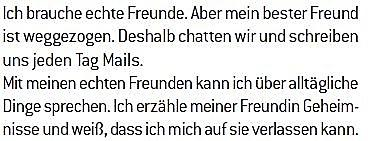 Ich brauche echte Freunde. Aber mein bester Freund
ist weggezogen. Deshalb chatten wir und schreiben
uns jeden Tag Mails.
Mit meinen echten Freunden kann ich über alltägliche
Dinge sprechen. Ich erzähle meiner Freundin Geheim-
nisse und weiß, dass ich mich auf sie verlassen kann.